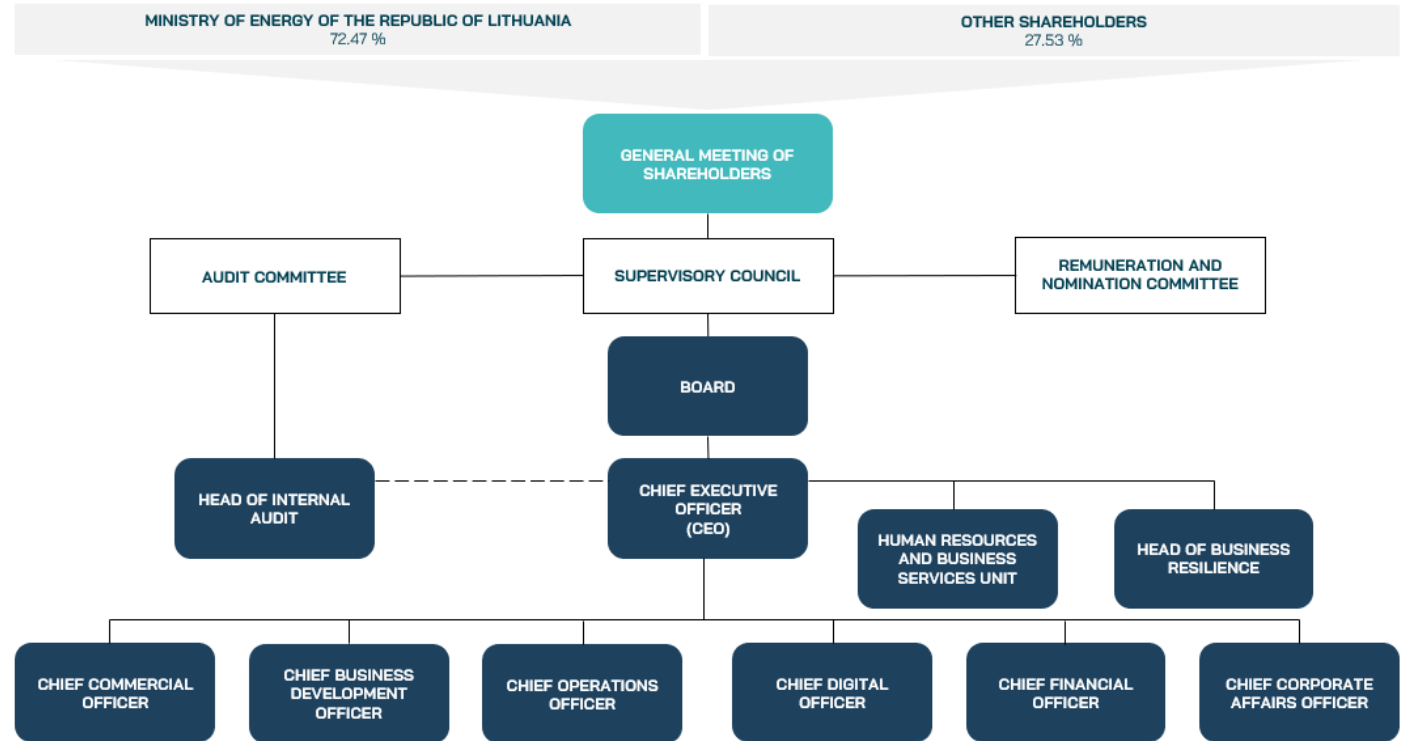 MINISTRY OF ENERGY OF THE REPUBLIC OF LITHUANIA
72.47 %
OTHER SHAREHOLDERS
27.53 %
GENERAL MEETING OF
SHAREHOLDERS
AUDIT COMMITTEE
SUPERVISORY COUNCIL
REMUNERATION AND
NOMINATION COMMITTEE
BOARD
HEAD OF INTERNAL
AUDIT
CHIEF EXECUTIVE
OFFICER
(CEO)
HUMAN RESOURCES
AND BUSINESS
SERVICES UNIT
HEAD OF BUSINESS
RESILIENCE
CHIEF COMMERCIAL
OFFICER
CHIEF BUSINESS
DEVELOPMENT
OFFICER
CHIEF OPERATIONS
OFFICER
CHIEF DIGITAL
OFFICER
CHIEF FINANCIAL
OFFICER
CHIEF CORPORATE
AFFAIRS OFFICER